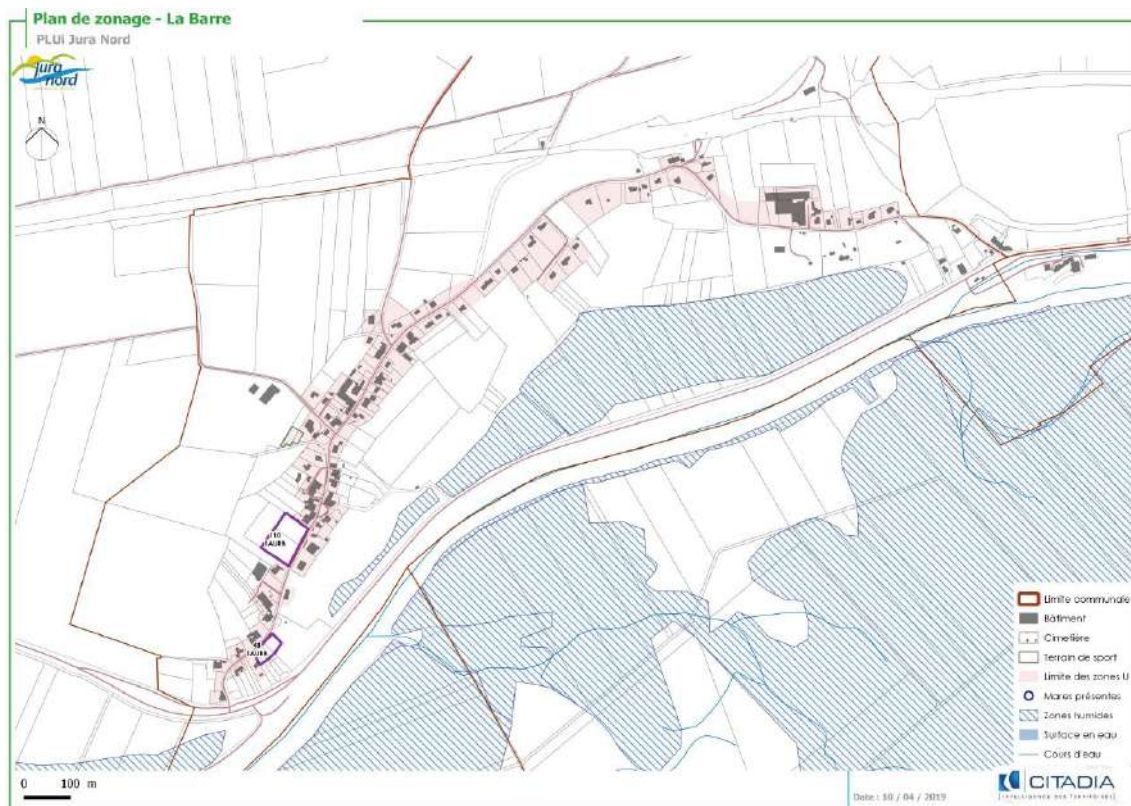 Plan de zonage - La Barre
PLUi Jura Nord
jura
nord
N
Limite communale
Bâtiment
Cimetière
Terrain de sport
Limite des zones U
Mares présentes
Zones humides
Surface en eau
Cours d'eau
0 100 m
Date : 10 / 04 / 2019
CITADIA